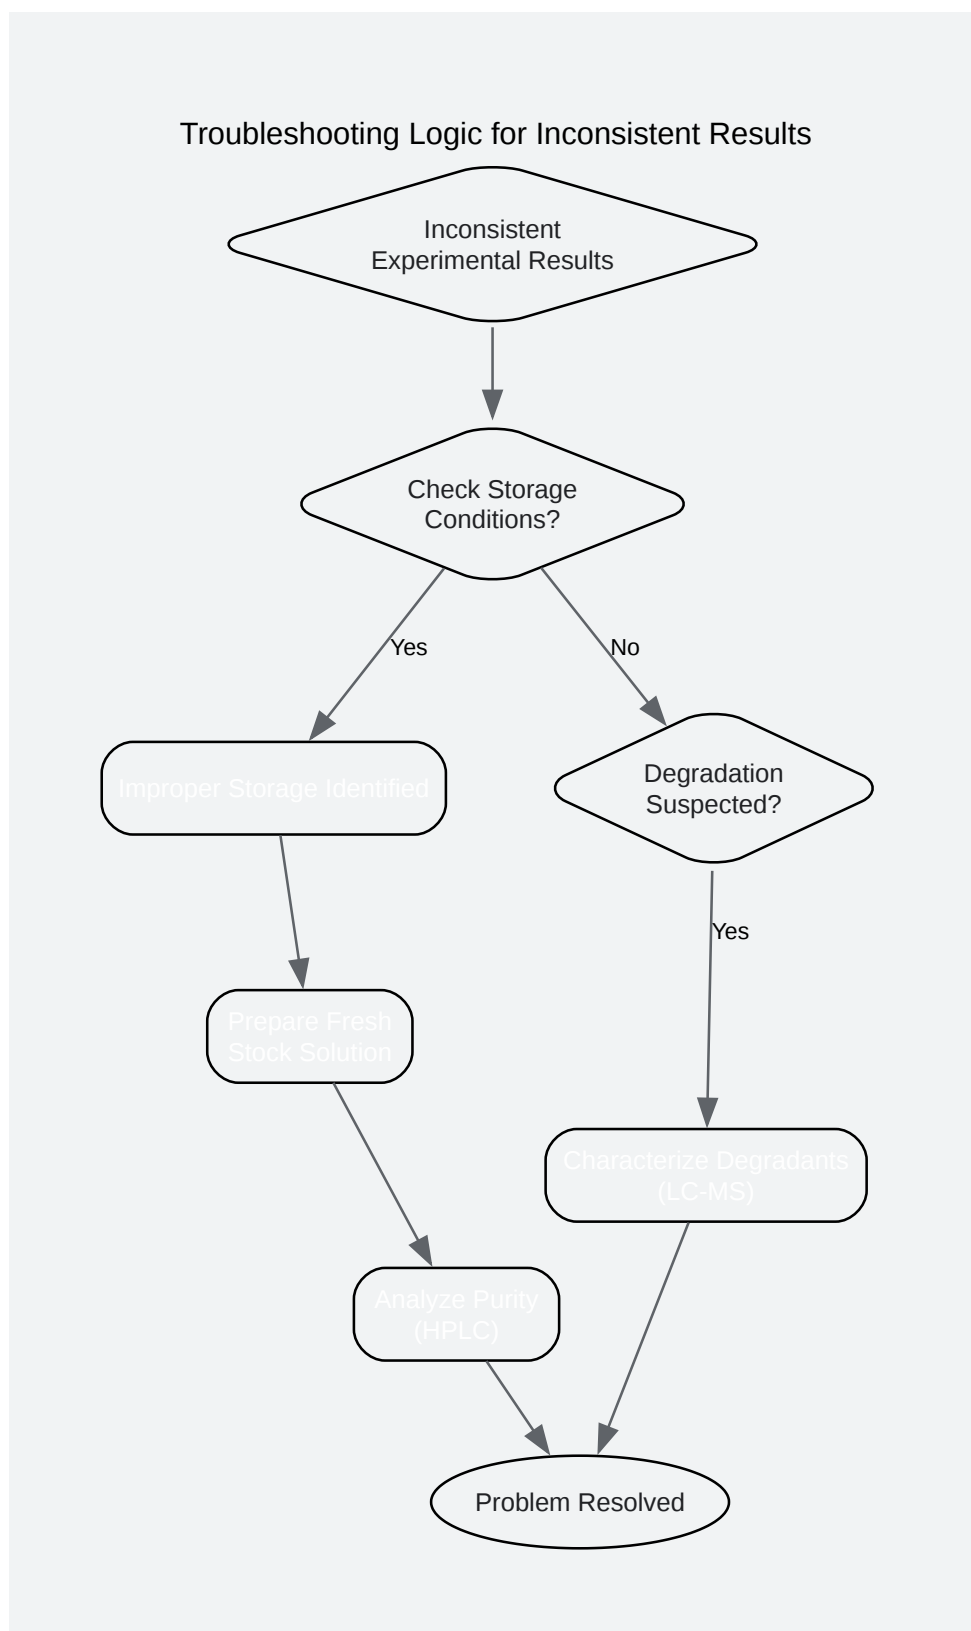 Troubleshooting Logic for Inconsistent Results
Inconsistent
Experimental Results
Check Storage
Conditions?
Yes
No
Improper Storage Identified
Degradation
Suspected?
Yes
Prepare Fresh
Stock Solution
Characterize Degradants
(LC-MS)
Analyze Purity
(HPLC)
Problem Resolved